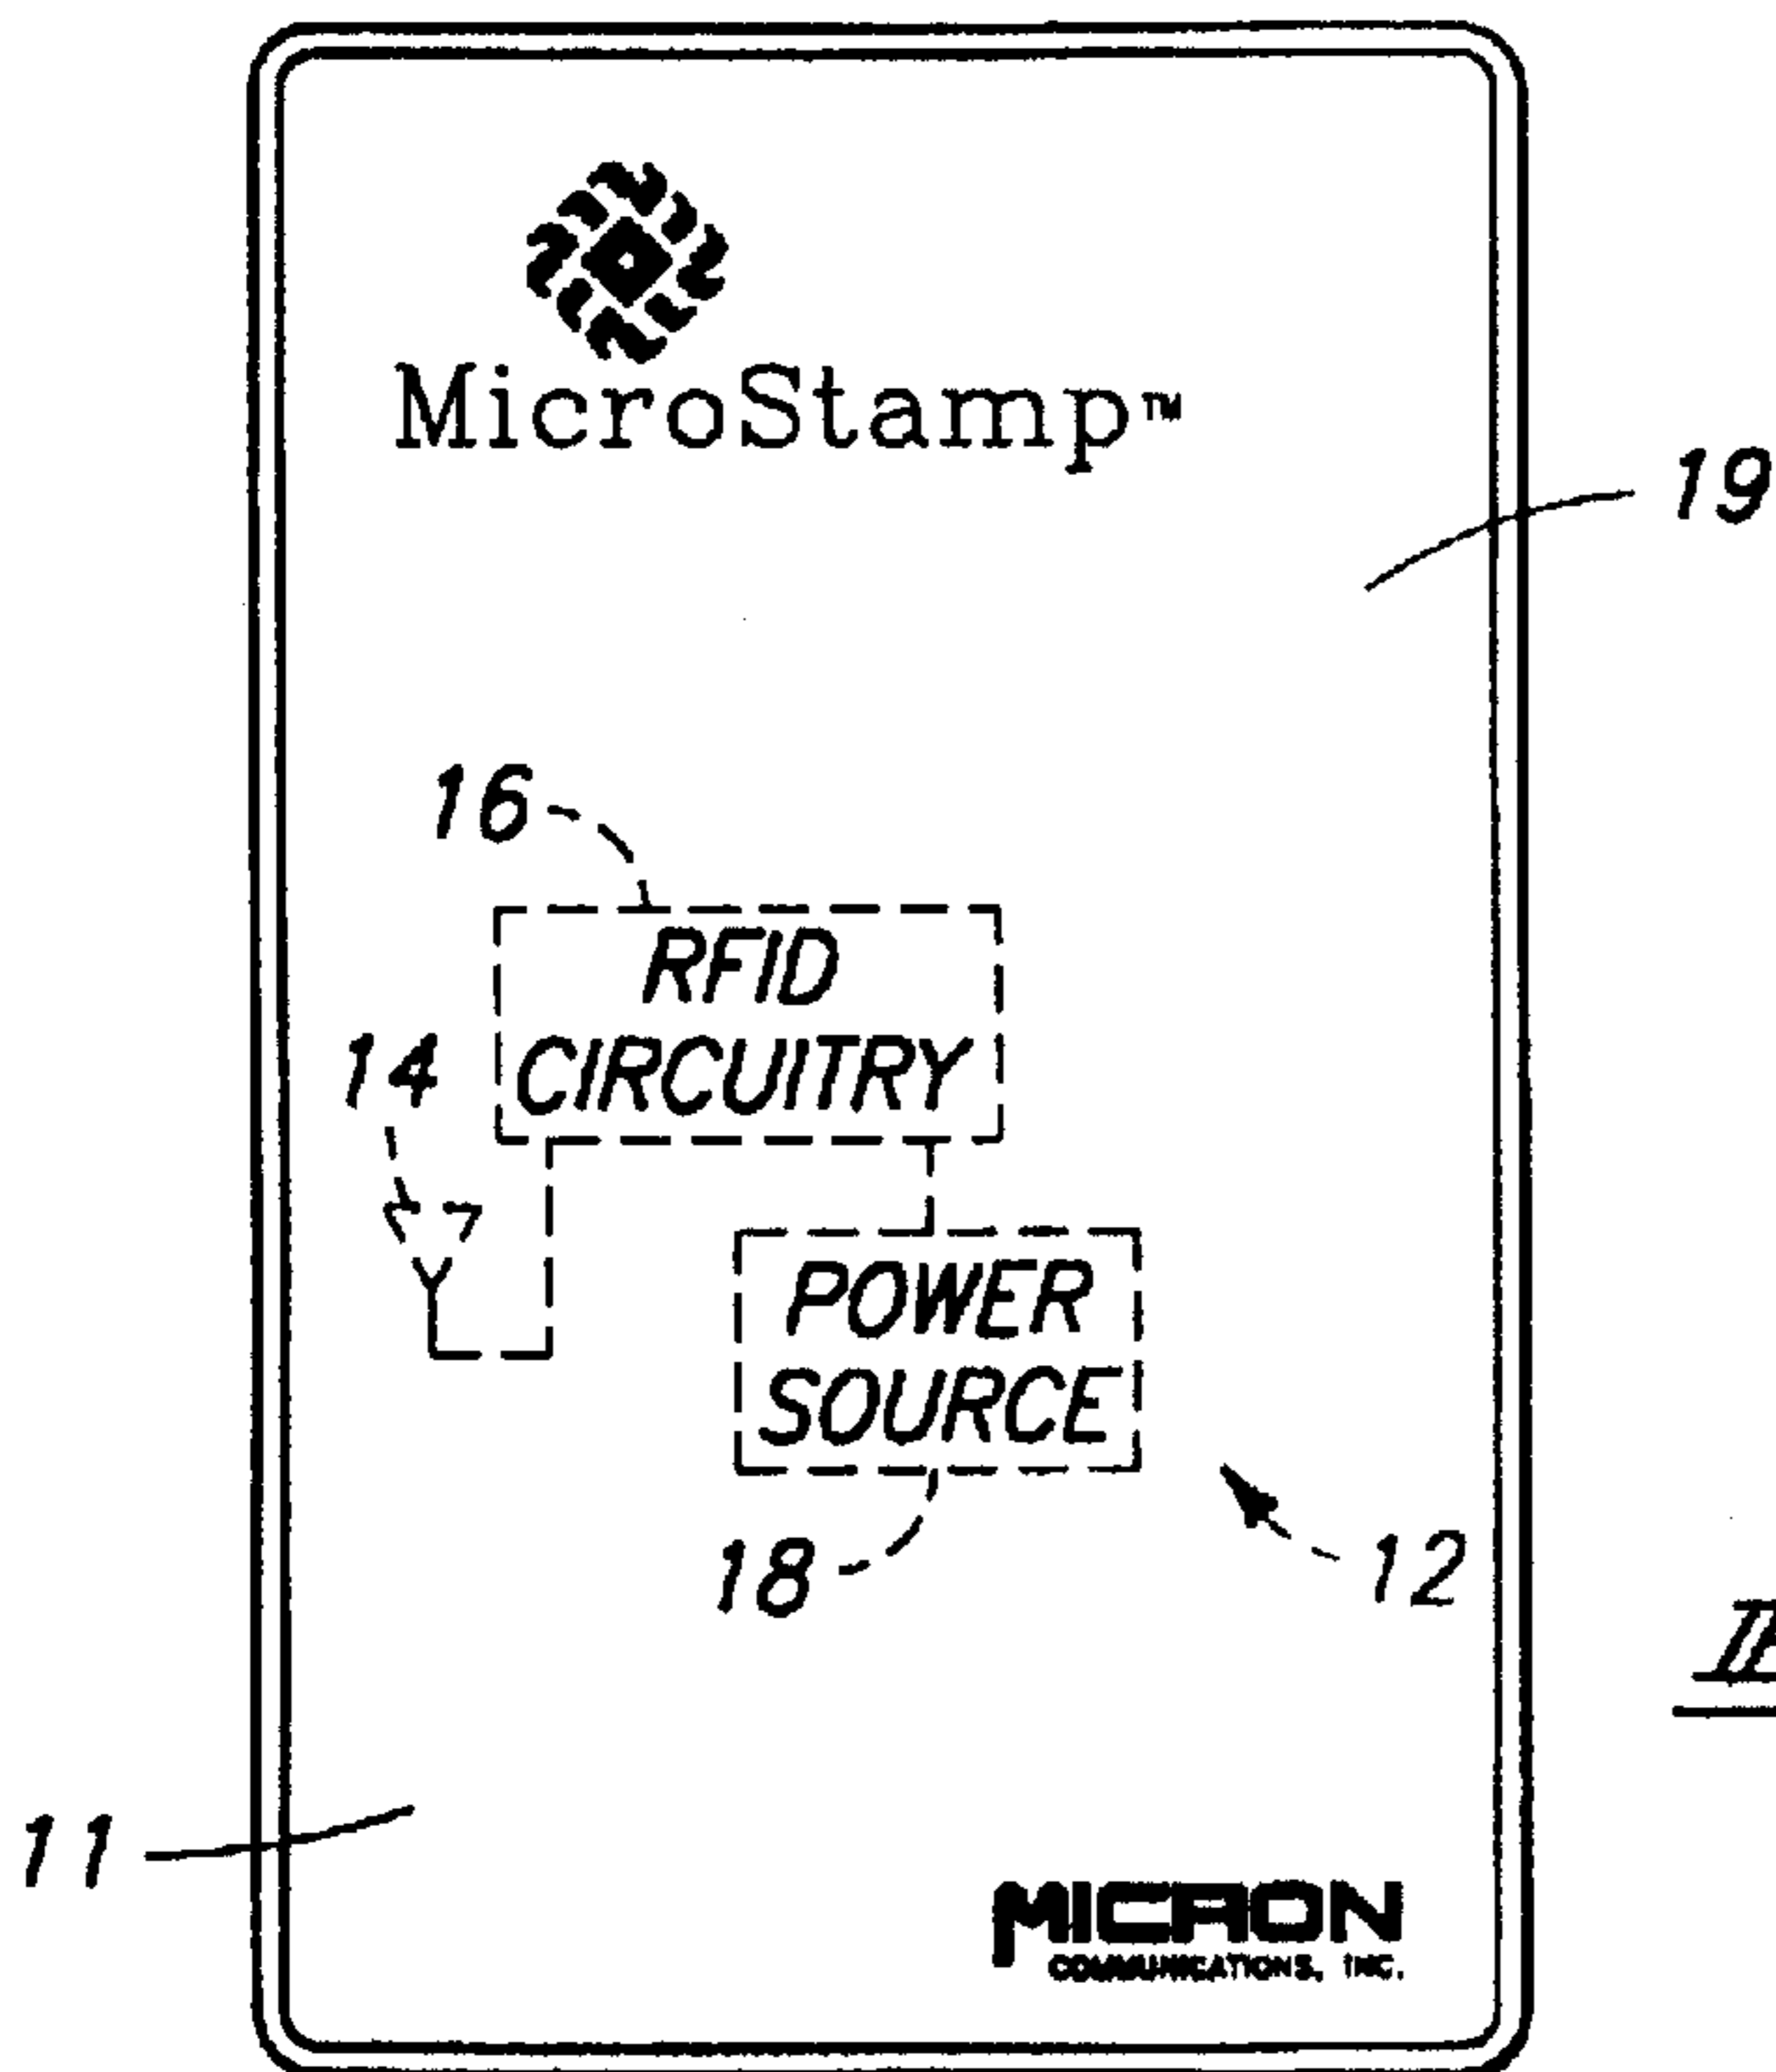 MicroStamp™
19
16
RFID
CIRCUITRY
14
POWER
SOURCE
18
12
11
MICRON
COMMUNICATIONS, INC.